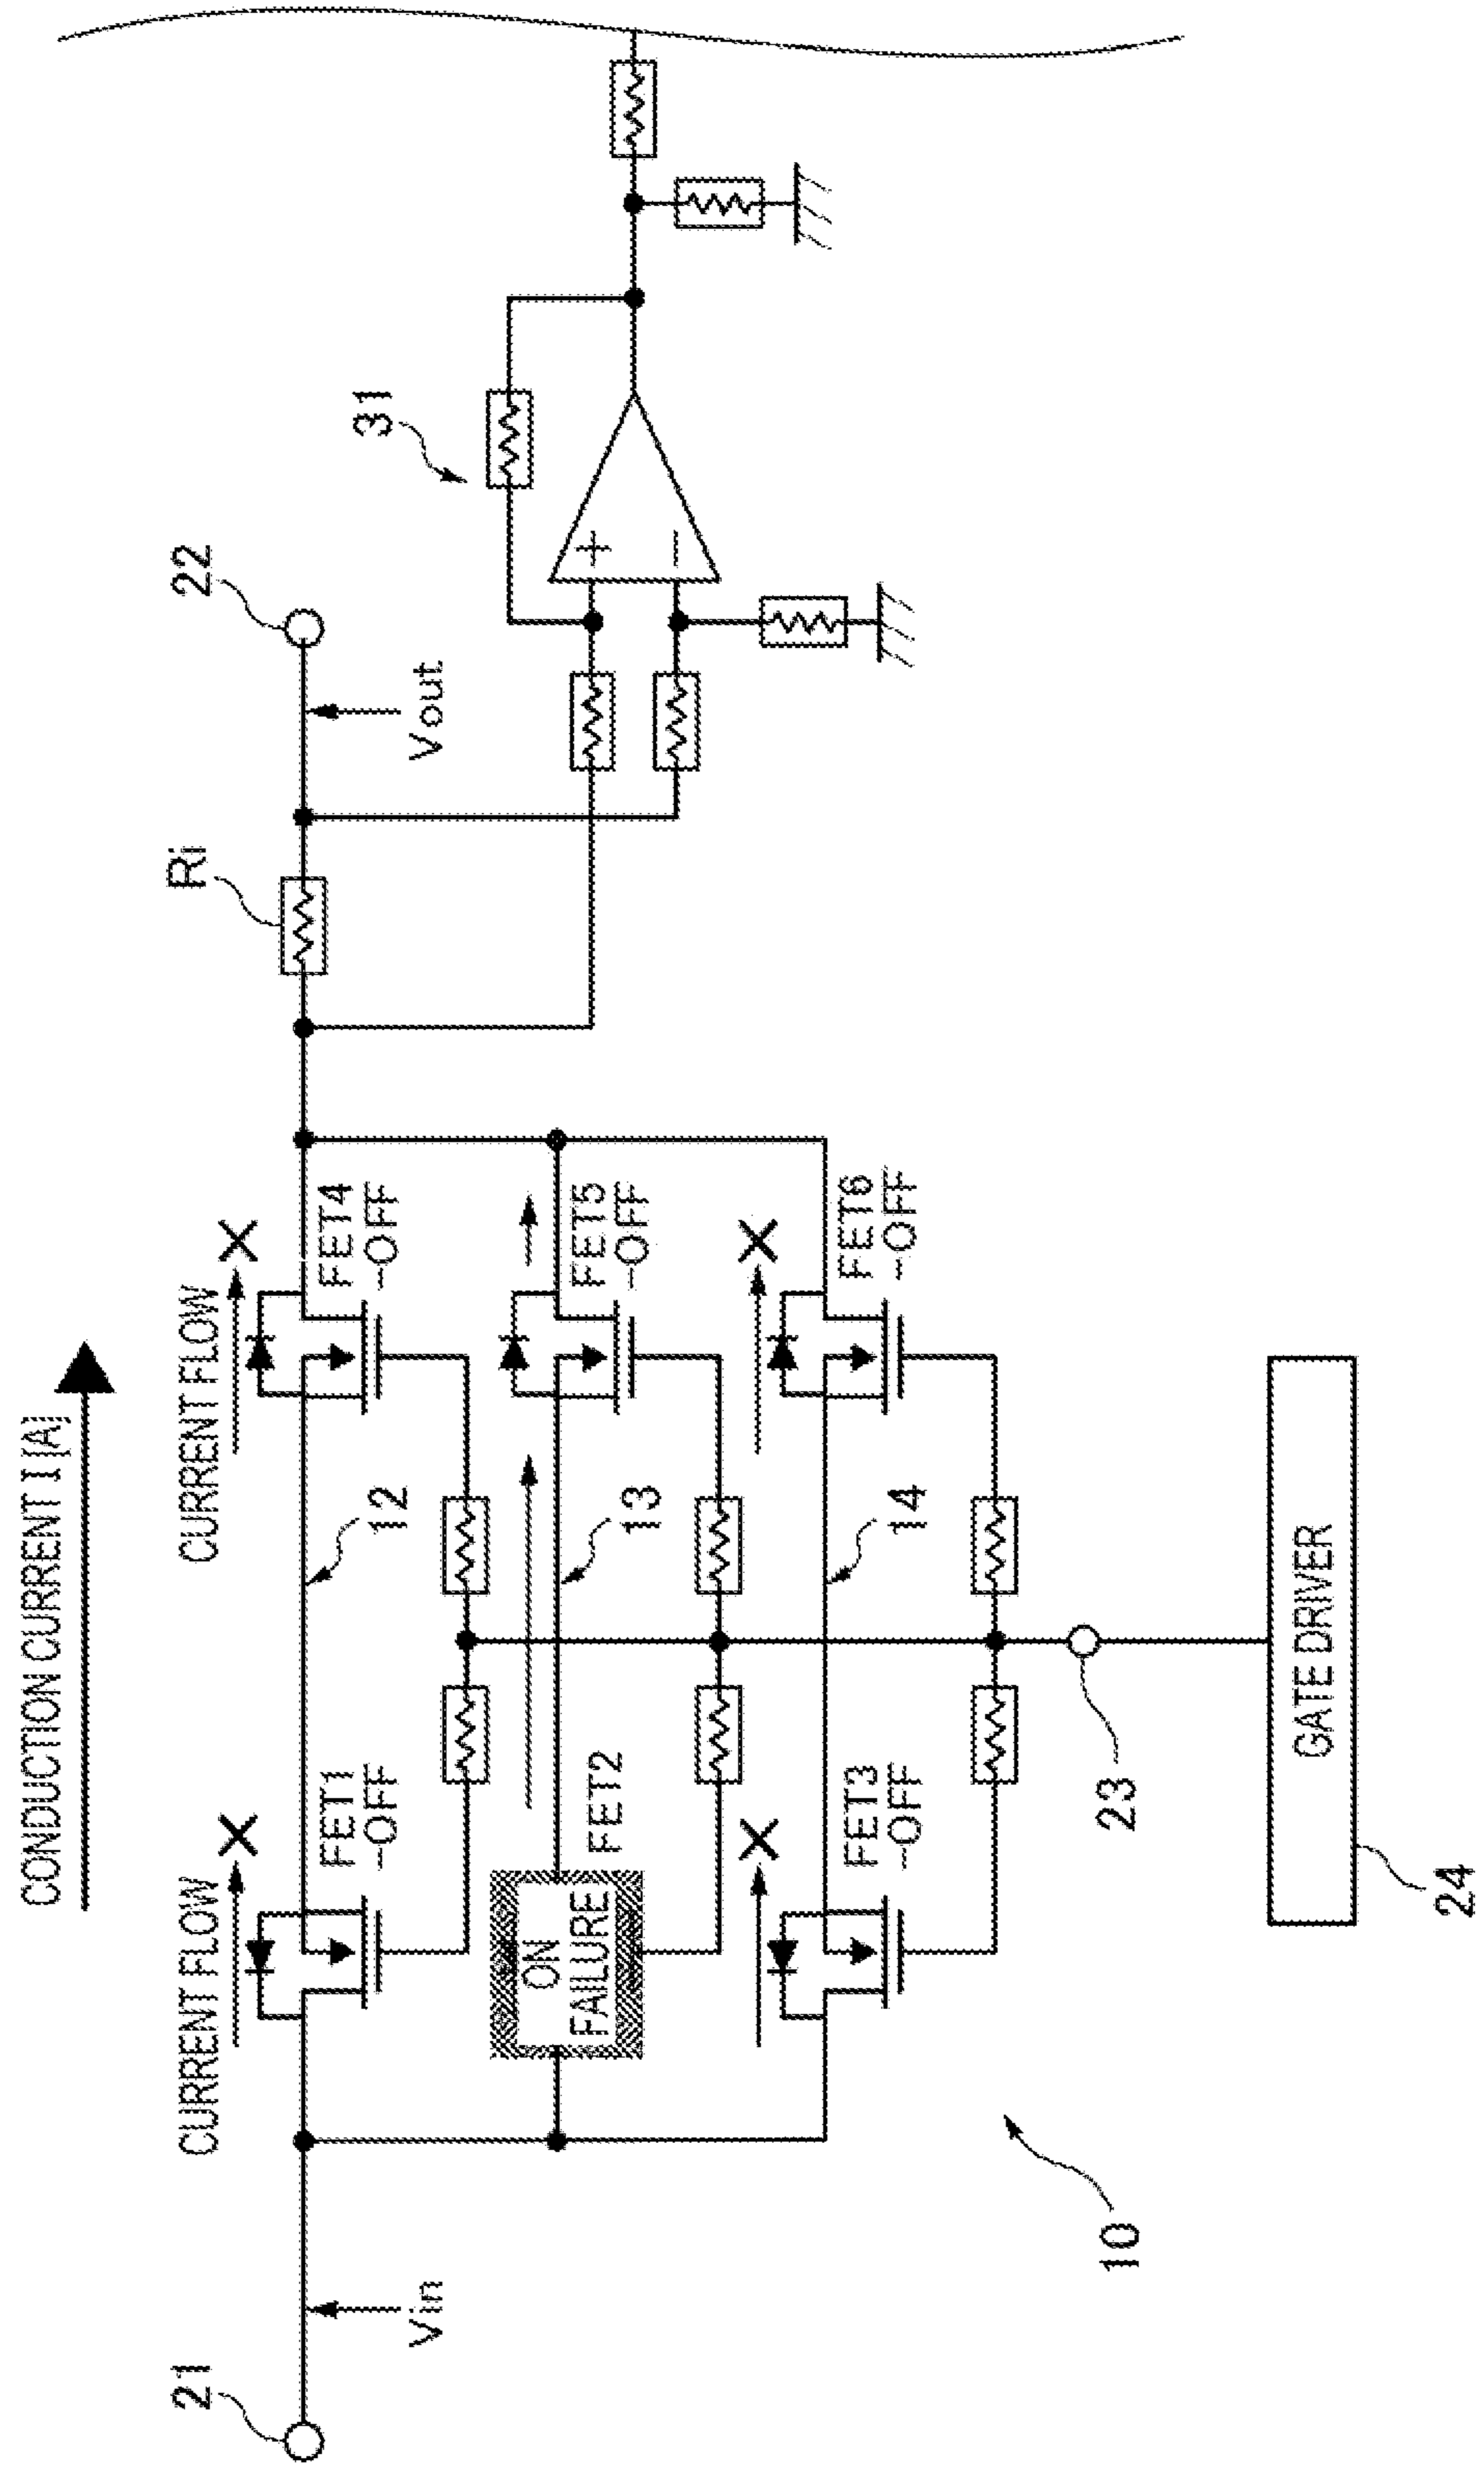 CONDUCTION CURRENT I [A]
21
Vin
CURRENT FLOW
X
FET1
-OFF
12
CURRENT FLOW
X
FET4
-OFF
Ri
22
Vout
31
+
-
ON
FAILURE
FET2
13
FET5
-OFF
X
FET3
-OFF
14
X
FET6
-OFF
10
23
GATE DRIVER
24